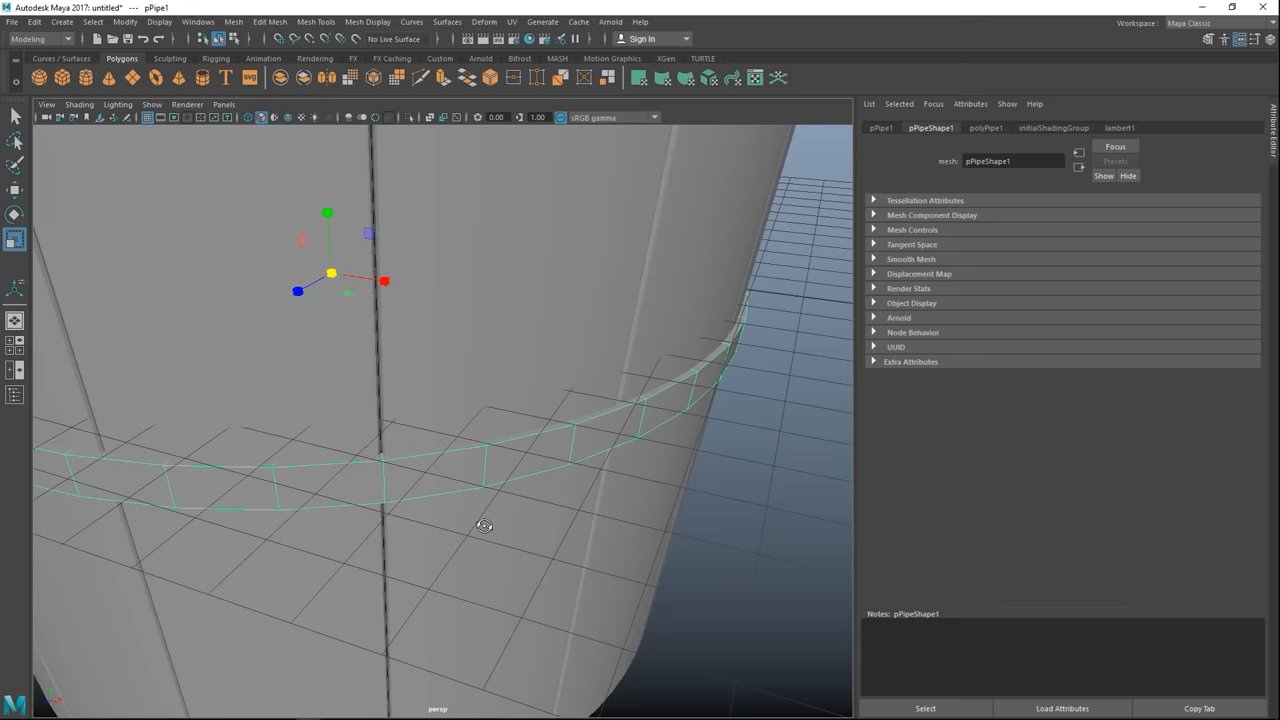 Autodesk Maya 2017: untitled* --- pPipe1
File Edit Create Select Modify Display Windows Mesh Edit Mesh Mesh Tools Mesh Display Curves Surfaces Deform UV Generate Cache Arnold Help
Workspace : Maya Classic
Modeling No Live Surface Sign In
Curves / Surfaces Polygons Sculpting Rigging Animation Rendering FX FX Caching Custom Arnold Bifrost MASH Motion Graphics XGen TURTLE
T SVG
View Shading Lighting Show Renderer Panels
0.00 1.00 sRGB gamma
persp
List Selected Focus Attributes Show Help
pPipe1 pPipeShape1 polyPipe1 initialShadingGroup lambert1
mesh: pPipeShape1
Focus
Presets
Show Hide
Tessellation Attributes
Mesh Component Display
Mesh Controls
Tangent Space
Smooth Mesh
Displacement Map
Render Stats
Object Display
Arnold
Node Behavior
UUID
Extra Attributes
Notes: pPipeShape1
Select Load Attributes Copy Tab
Attribute Editor